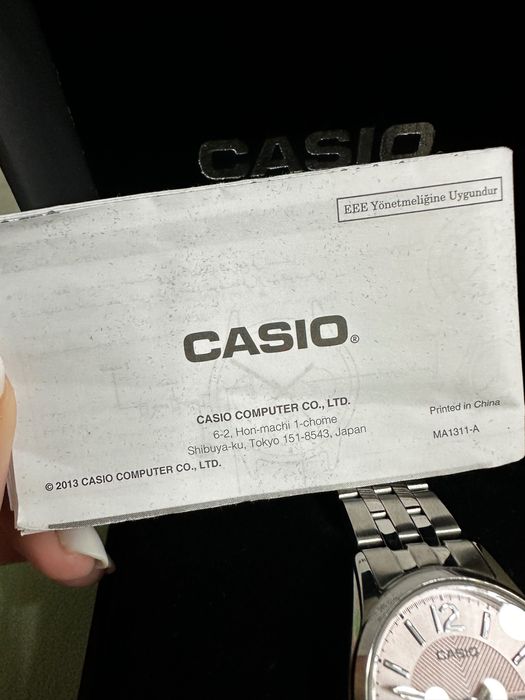 CASIO
EEE Yönetmeliğine Uygundur
CASIO®
CASIO COMPUTER CO., LTD.
6-2, Hon-machi 1-chome
Shibuya-ku, Tokyo 151-8543, Japan
Printed in China
MA1311-A
© 2013 CASIO COMPUTER CO., LTD.
12
CASIO